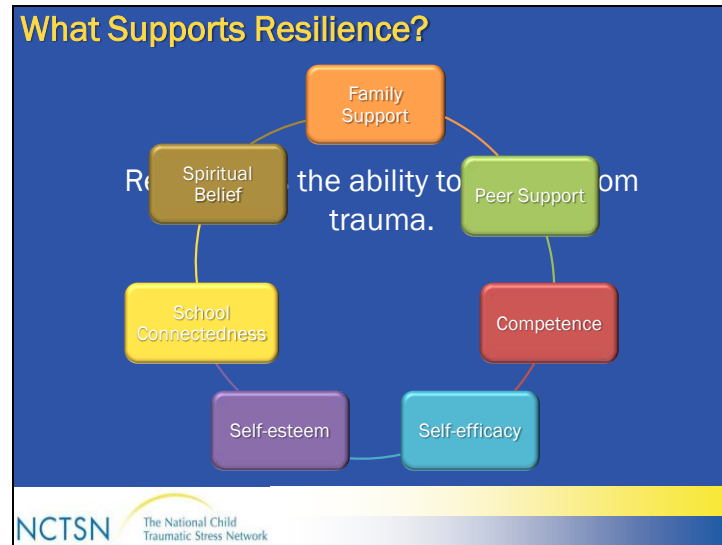 What Supports Resilience?
Family
Support
Spiritual
Belief
the ability to
Peer Support
trauma.
School
Connectedness
Competence
Self-esteem
Self-efficacy
NCTSN
The National Child
Traumatic Stress Network